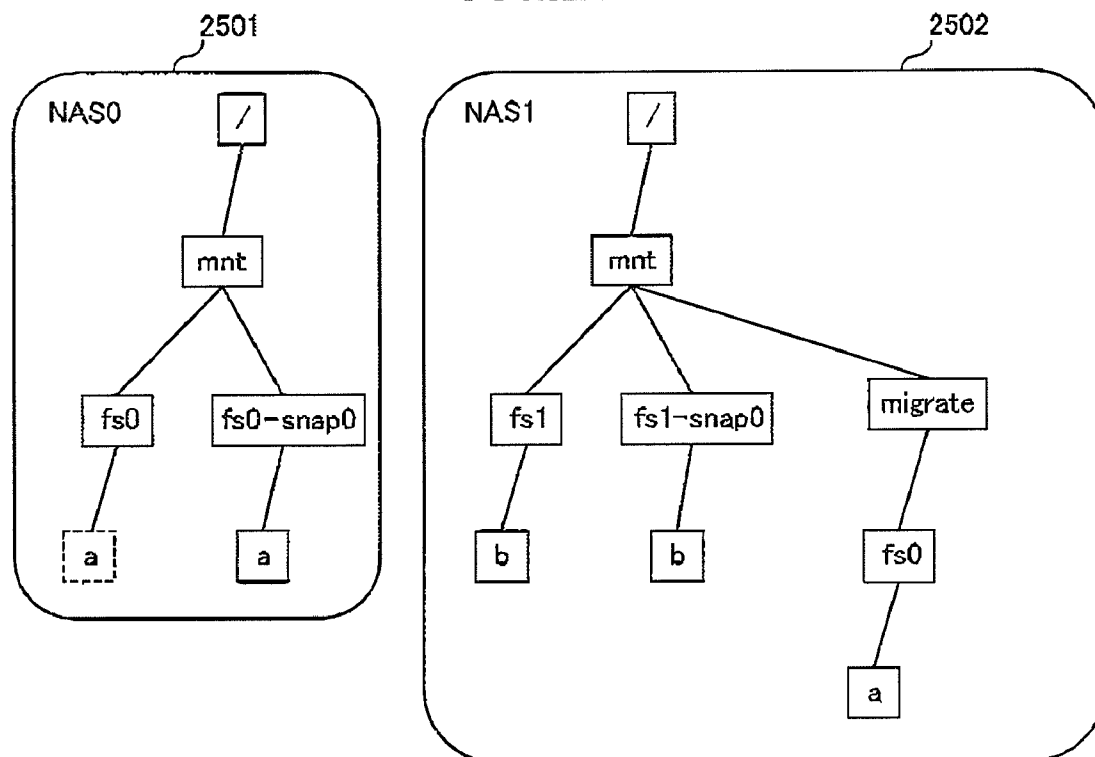 2501
2502
NAS0
/
mnt
fs0
fs0-snap0
a
a
NAS1
/
mnt
fs1
fs1-snap0
migrate
b
b
fs0
a